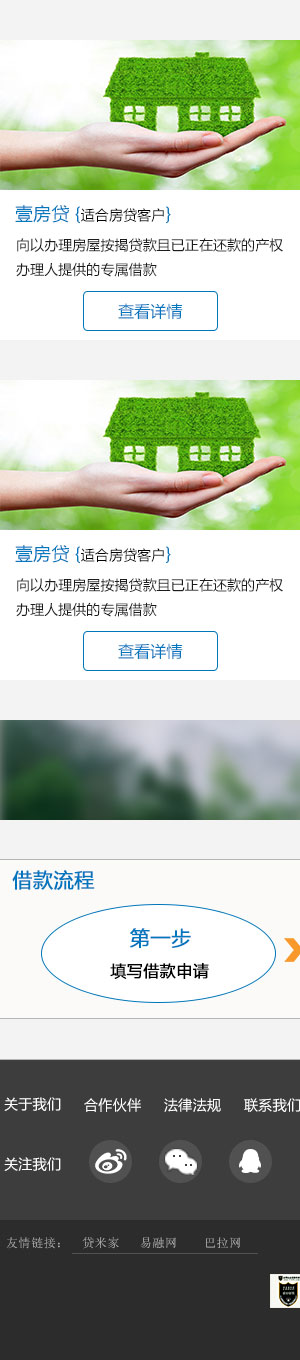 壹房贷 {适合房贷客户}
向以办理房屋按揭贷款且已正在还款的产权
办理人提供的专属借款
查看详情
壹房贷 {适合房贷客户}
向以办理房屋按揭贷款且已正在还款的产权
办理人提供的专属借款
查看详情
借款流程
第一步
填写借款申请
关于我们 合作伙伴 法律法规 联系我们
关注我们
友情链接： 贷米家 易融网 巴拉网